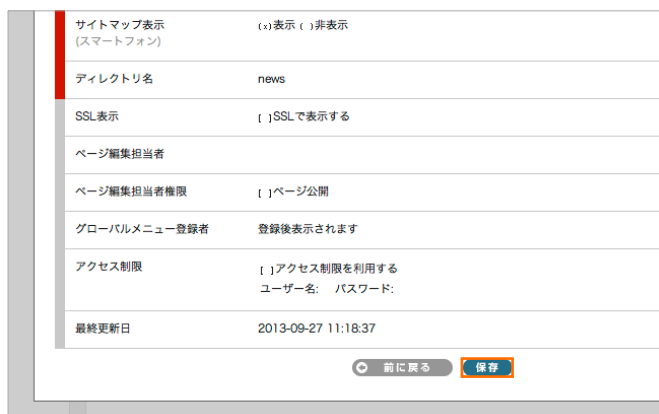 サイトマップ表示 (x)表示 ( )非表示
(スマートフォン)
ディレクトリ名 news
SSL表示 [ ]SSLで表示する
ページ編集担当者
ページ編集担当者権限 [ ]ページ公開
グローバルメニュー登録者 登録後表示されます
アクセス制限 [ ]アクセス制限を利用する
ユーザー名: パスワード:
最終更新日 2013-09-27 11:18:37
前に戻る 保存